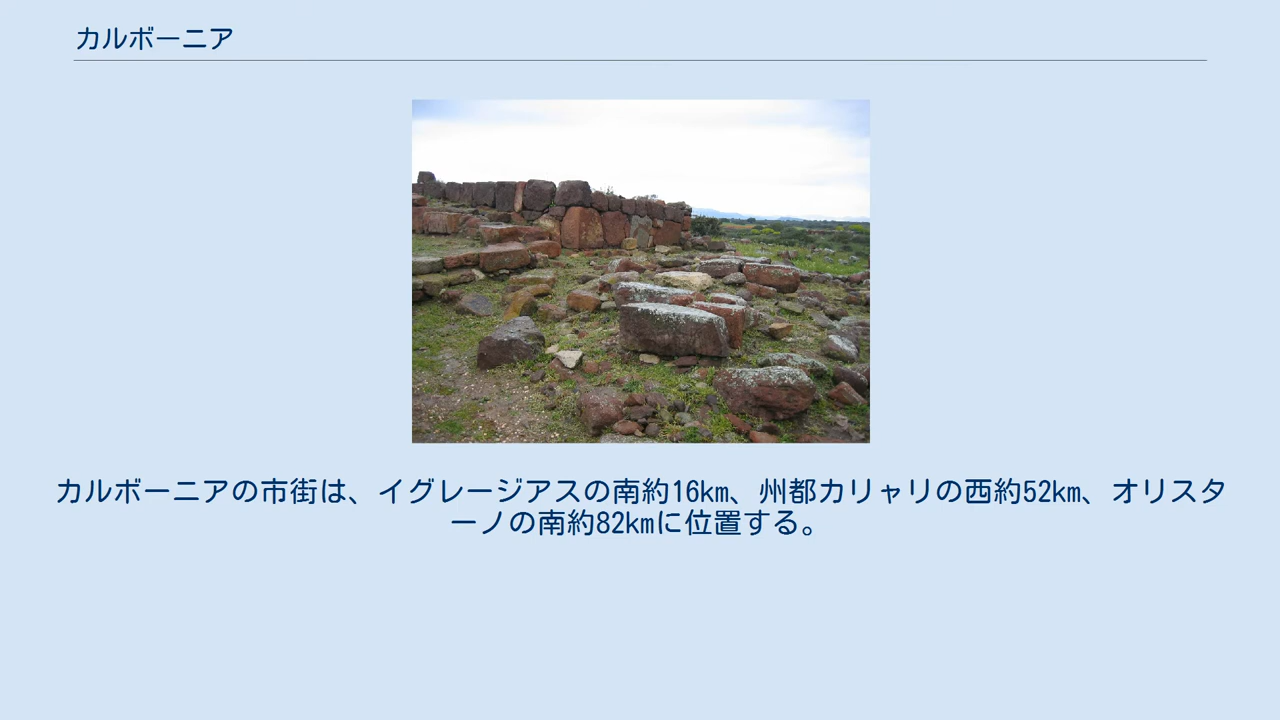 カルボーニア
カルボーニアの市街は、イグレージアスの南約16km、州都カリャリの西約52km、オリスタ
ーノの南約82kmに位置する。